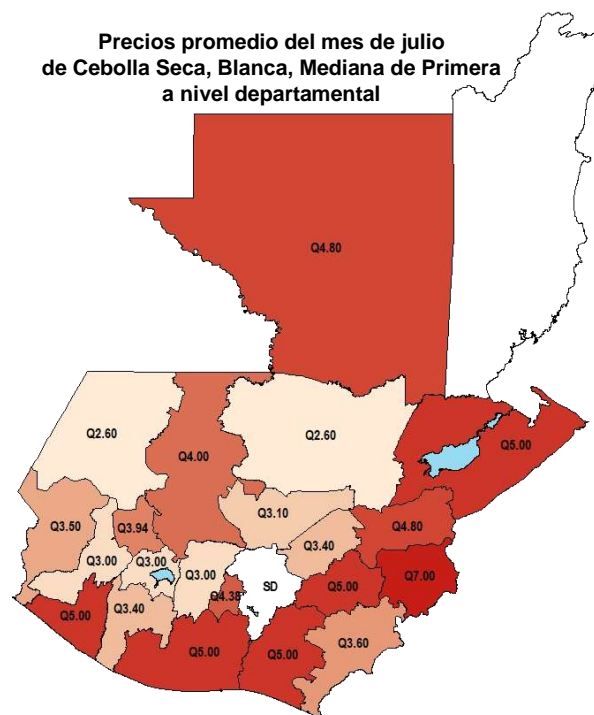 Precios promedio del mes de julio
de Cebolla Seca, Blanca, Mediana de Primera
a nivel departamental
Q4.80
Q2.60
Q4.00
Q2.60
Q5.00
Q3.50
Q3.94
Q3.10
Q4.80
Q3.00
Q3.00
Q3.00
Q3.40
Q7.00
Q5.00
Q3.40
Q4.38
SD
Q5.00
Q5.00
Q5.00
Q3.60